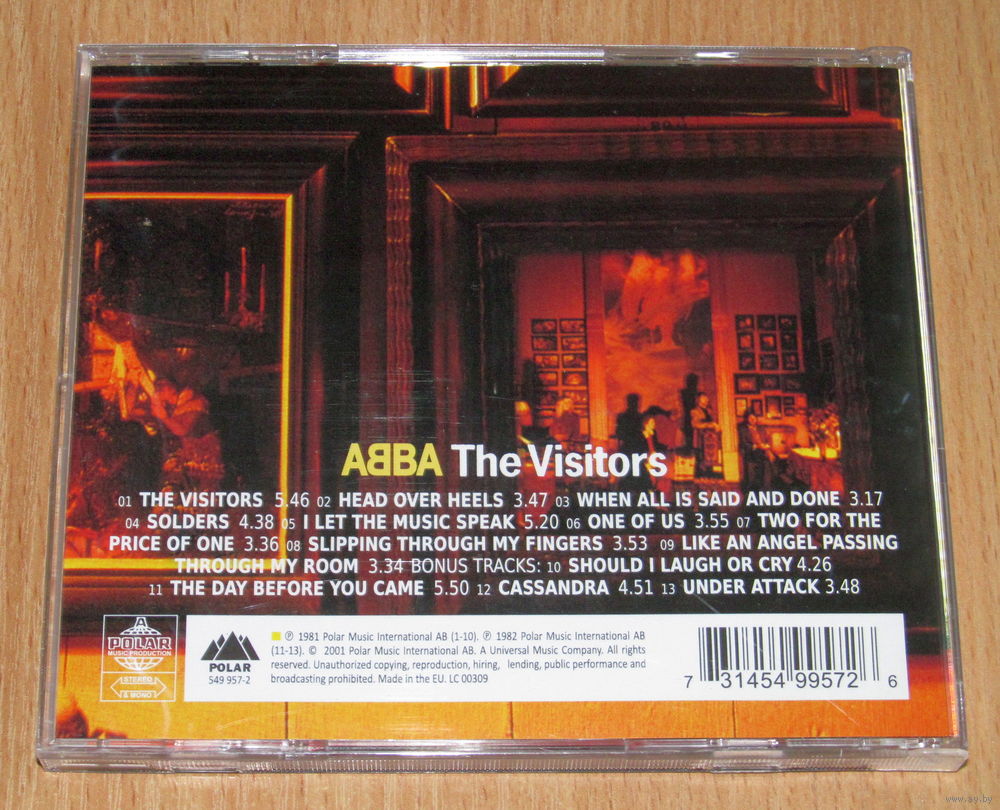 ABBA The Visitors
01 THE VISITORS 5.46 02 HEAD OVER HEELS 3.47 03 WHEN ALL IS SAID AND DONE 3.17
04 SOLDERS 4.38 05 I LET THE MUSIC SPEAK 5.20 06 ONE OF US 3.55 07 TWO FOR THE
PRICE OF ONE 3.36 08 SLIPPING THROUGH MY FINGERS 3.53 09 LIKE AN ANGEL PASSING
THROUGH MY ROOM 3.34 BONUS TRACKS: 10 SHOULD I LAUGH OR CRY 4.26
11 THE DAY BEFORE YOU CAME 5.50 12 CASSANDRA 4.51 13 UNDER ATTACK 3.48
A
POLAR
MUSIC PRODUCTION
STEREO
& MONO
POLAR
549 957-2
℗ 1981 Polar Music International AB (1-10). ℗ 1982 Polar Music International AB
(11-13). © 2001 Polar Music International AB. A Universal Music Company. All rights
reserved. Unauthorized copying, reproduction, hiring, lending, public performance and
broadcasting prohibited. Made in the EU. LC 00309
7 31454 99572 6
www.ay.by